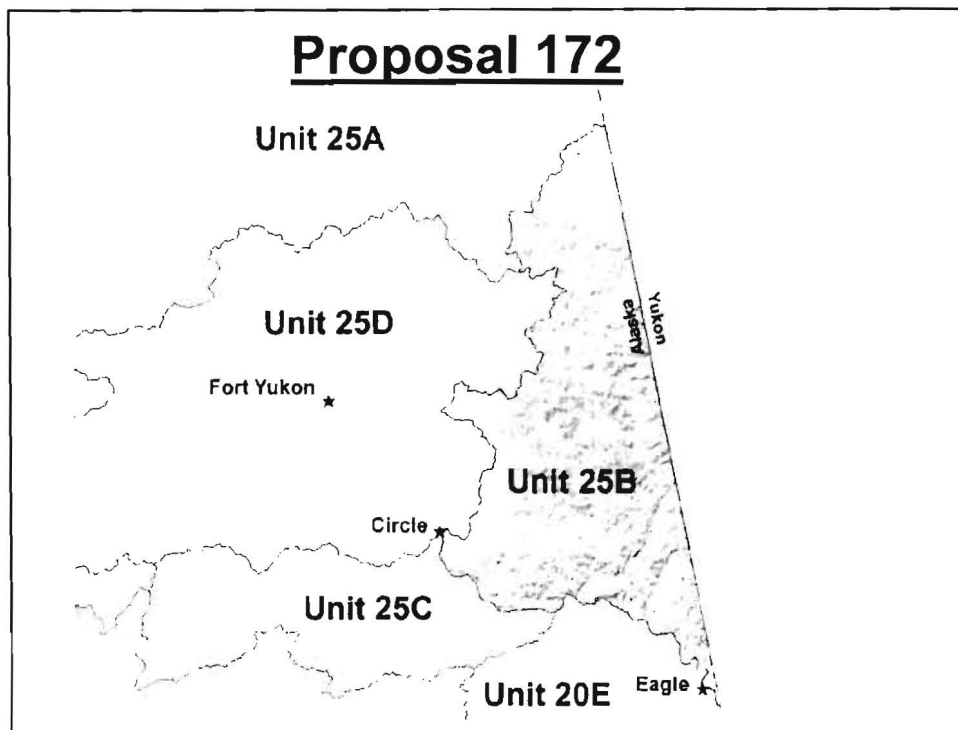 Proposal 172
Unit 25A
Alaska
Yukon
Unit 25D
Fort Yukon
Unit 25B
Circle
Unit 25C
Unit 20E
Eagle